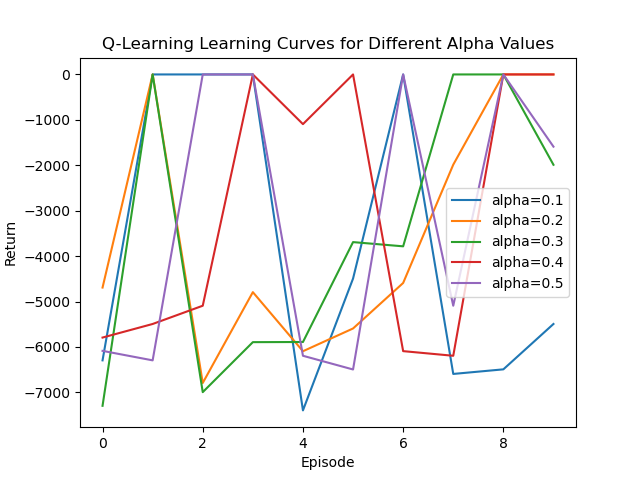 Q-Learning Learning Curves for Different Alpha Values
0
−1000
−2000
−3000
−4000
−5000
−6000
−7000
Return
alpha=0.1
alpha=0.2
alpha=0.3
alpha=0.4
alpha=0.5
0 2 4 6 8
Episode